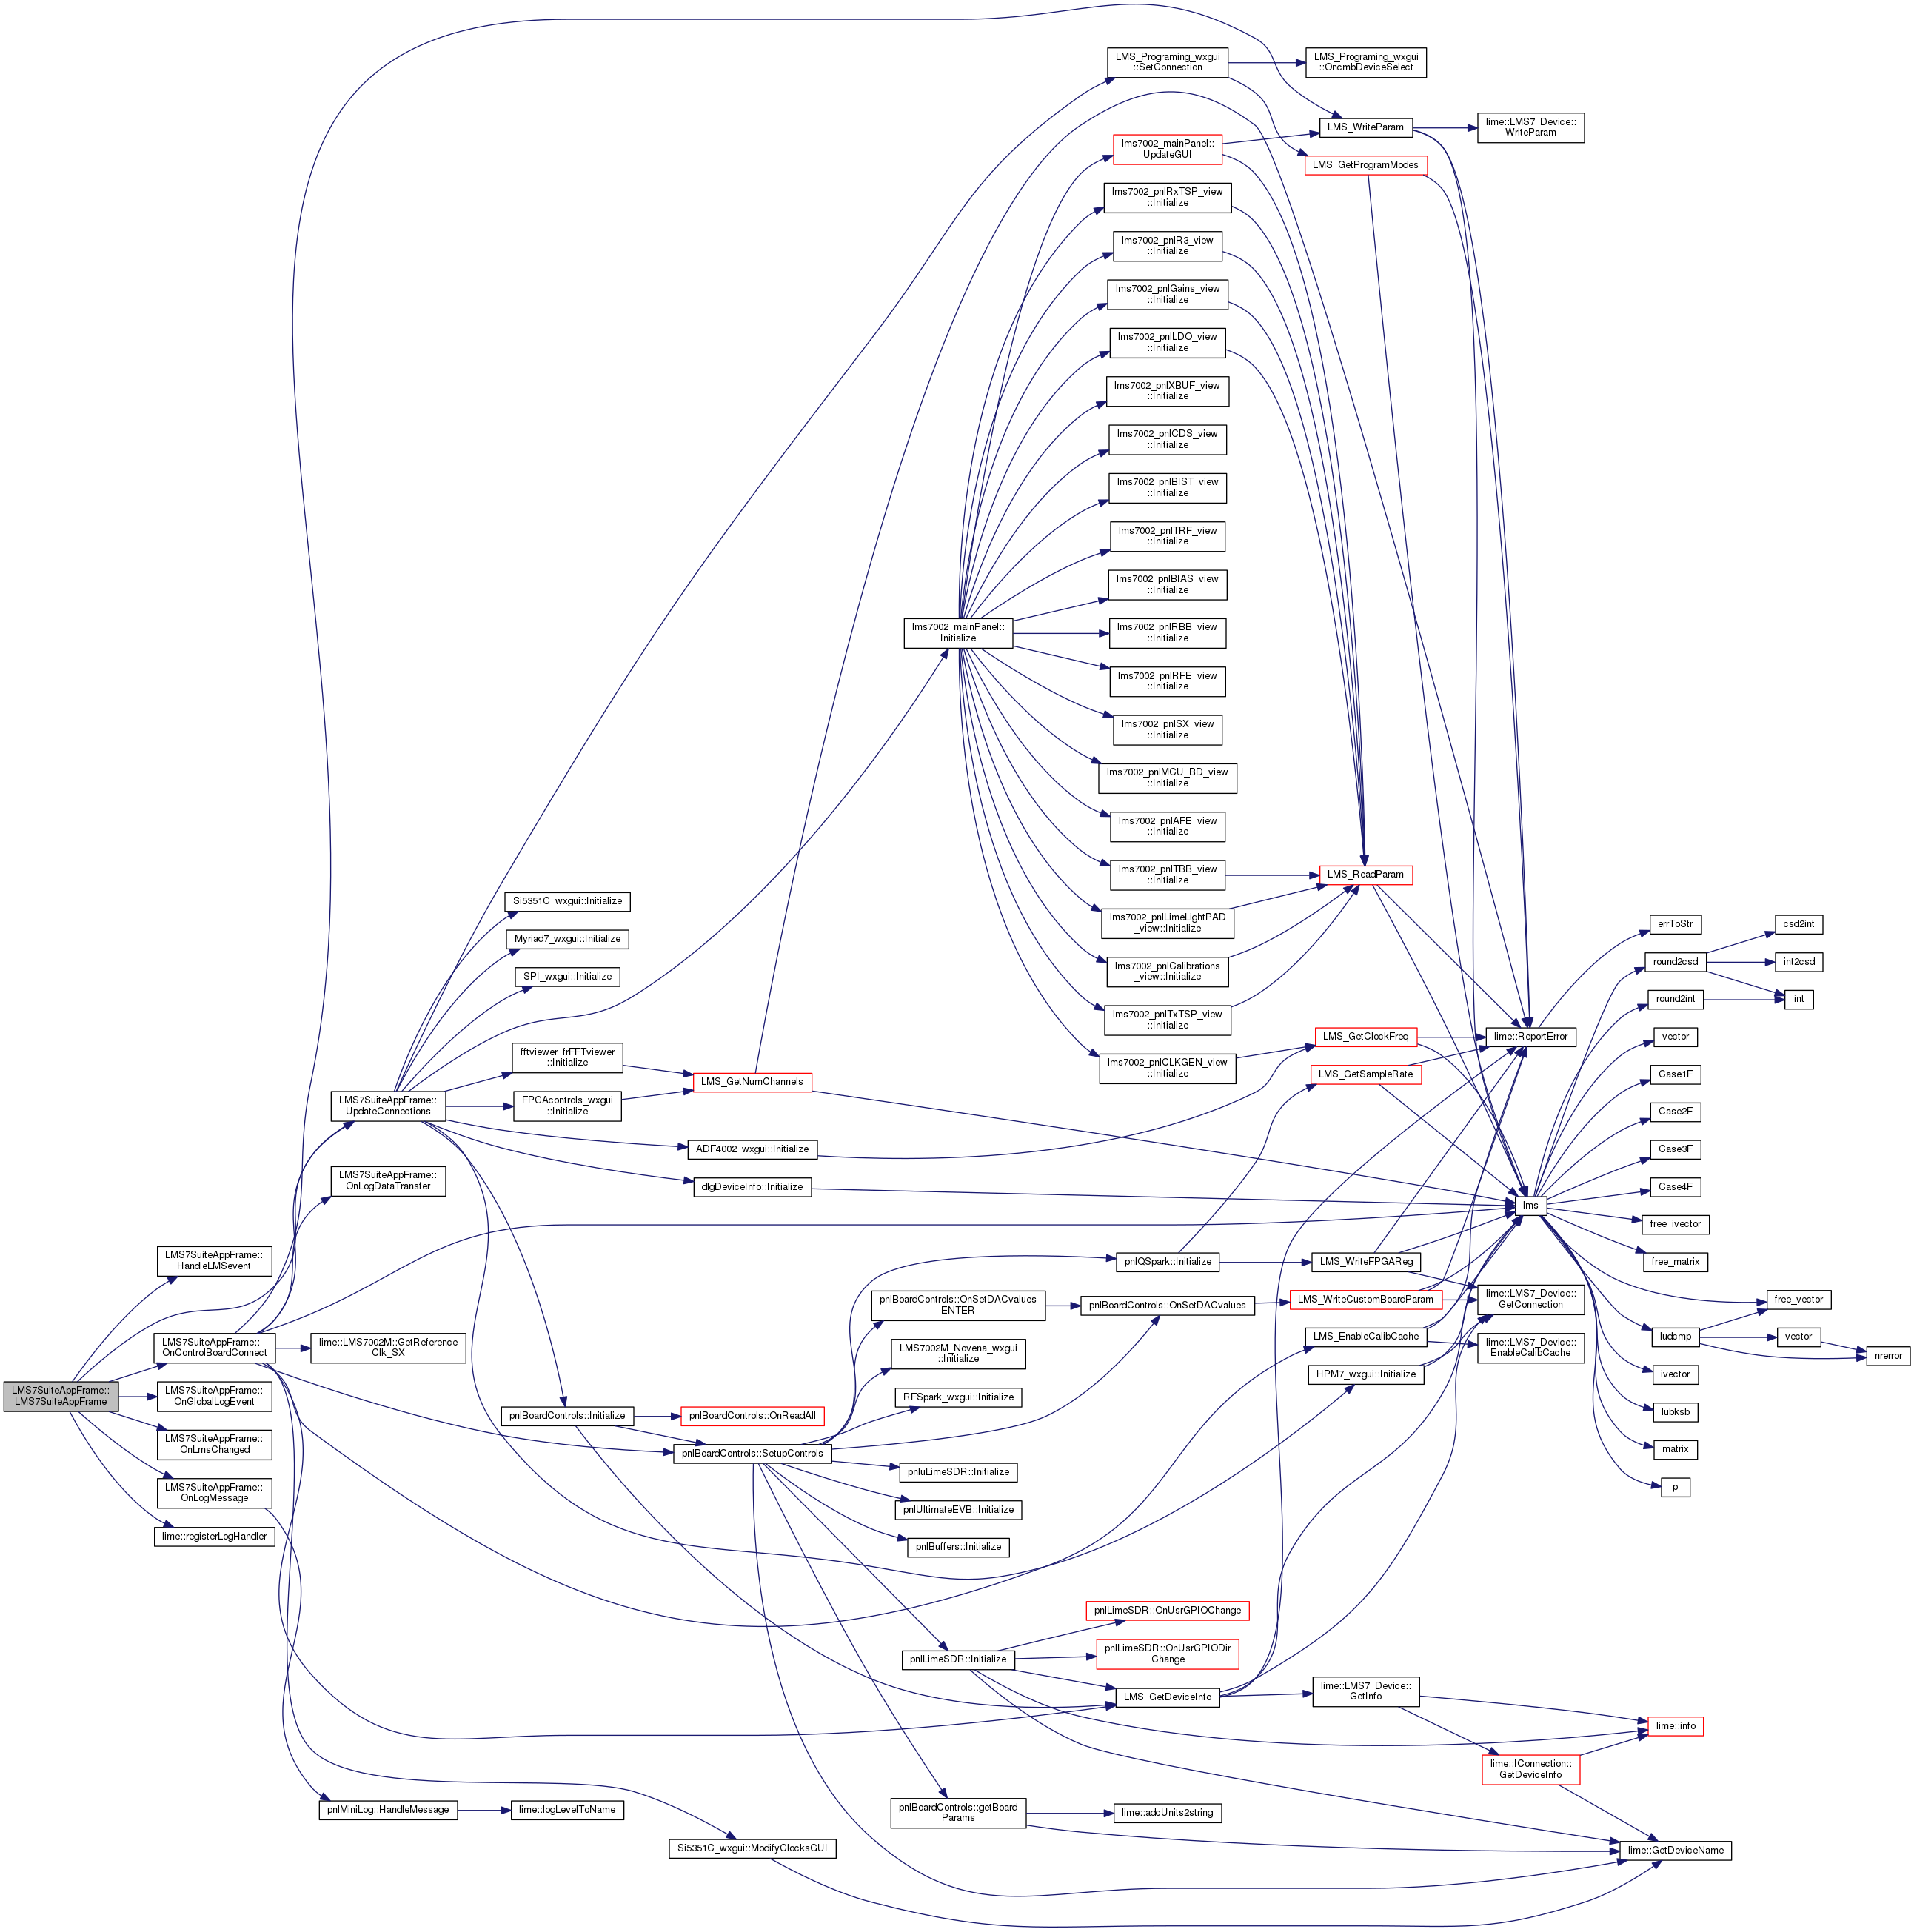 LMS7SuiteAppFrame::
LMS7SuiteAppFrame
LMS7SuiteAppFrame::
HandleLMSevent
LMS7SuiteAppFrame::
OnControlBoardConnect
LMS7SuiteAppFrame::
OnGlobalLogEvent
LMS7SuiteAppFrame::
OnLmsChanged
LMS7SuiteAppFrame::
OnLogMessage
lime::registerLogHandler
LMS7SuiteAppFrame::
UpdateConnections
LMS7SuiteAppFrame::
OnLogDataTransfer
lime::LMS7002M::GetReference
Clk_SX
pnlMiniLog::HandleMessage
Si5351C_wxgui::Initialize
Myriad7_wxgui::Initialize
SPI_wxgui::Initialize
fftviewer_frFFTviewer
::Initialize
FPGAcontrols_wxgui
::Initialize
pnlBoardControls::Initialize
lime::logLevelToName
LMS_GetNumChannels
ADF4002_wxgui::Initialize
dlgDeviceInfo::Initialize
pnlBoardControls::OnReadAll
pnlBoardControls::SetupControls
Si5351C_wxgui::ModifyClocksGUI
lms7002_mainPanel::
Initialize
pnlBoardControls::OnSetDACvalues
ENTER
LMS7002M_Novena_wxgui
::Initialize
RFSpark_wxgui::Initialize
pnluLimeSDR::Initialize
pnlUltimateEVB::Initialize
pnlBuffers::Initialize
pnlLimeSDR::Initialize
pnlBoardControls::getBoard
Params
LMS_Programing_wxgui
::SetConnection
lms7002_mainPanel::
UpdateGUI
lms7002_pnlRxTSP_view
::Initialize
lms7002_pnlR3_view
::Initialize
lms7002_pnlGains_view
::Initialize
lms7002_pnlLDO_view
::Initialize
lms7002_pnlXBUF_view
::Initialize
lms7002_pnlCDS_view
::Initialize
lms7002_pnlBIST_view
::Initialize
lms7002_pnlTRF_view
::Initialize
lms7002_pnlBIAS_view
::Initialize
lms7002_pnlRBB_view
::Initialize
lms7002_pnlRFE_view
::Initialize
lms7002_pnlSX_view
::Initialize
lms7002_pnlMCU_BD_view
::Initialize
lms7002_pnlAFE_view
::Initialize
lms7002_pnlTBB_view
::Initialize
lms7002_pnlLimeLightPAD
_view::Initialize
lms7002_pnlCalibrations
_view::Initialize
lms7002_pnlTxTSP_view
::Initialize
lms7002_pnlCLKGEN_view
::Initialize
pnlQSpark::Initialize
pnlBoardControls::OnSetDACvalues
pnlLimeSDR::OnUsrGPIOChange
pnlLimeSDR::OnUsrGPIODir
Change
LMS_GetDeviceInfo
lime::adcUnits2string
LMS_Programing_wxgui
::OncmbDeviceSelect
LMS_WriteParam
LMS_GetProgramModes
LMS_ReadParam
LMS_GetClockFreq
LMS_GetSampleRate
LMS_WriteFPGAReg
LMS_WriteCustomBoardParam
LMS_EnableCalibCache
HPM7_wxgui::Initialize
lime::LMS7_Device::
GetInfo
lime::LMS7_Device::
WriteParam
lime::ReportError
lms
lime::LMS7_Device::
GetConnection
lime::LMS7_Device::
EnableCalibCache
lime::IConnection::
GetDeviceInfo
errToStr
round2csd
round2int
vector
Case1F
Case2F
Case3F
Case4F
free_ivector
free_matrix
ludcmp
ivector
lubksb
matrix
p
lime::info
lime::GetDeviceName
csd2int
int2csd
int
free_vector
vector
nrerror